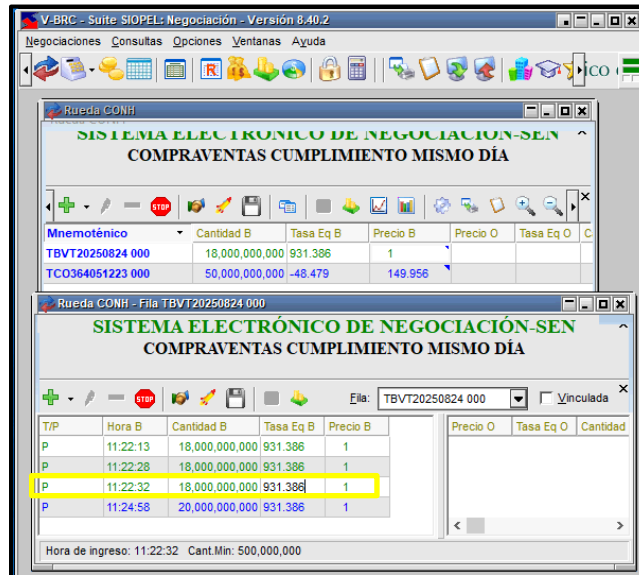 V-BRC - Suite SIOPEL: Negociación - Versión 8.40.2
Negociaciones Consultas Opciones Ventanas Ayuda
ico
Rueda CONH
SISTEMA ELECTRÓNICO DE NEGOCIACIÓN-SEN
COMPRAVENTAS CUMPLIMIENTO MISMO DÍA
STOP
Mnemoténico Cantidad B Tasa Eq B Precio B Precio O Tasa Eq O C
TBVT20250824 000 18,000,000,000 931.386 1
TCO364051223 000 50,000,000,000 -48.479 149.956
Rueda CONH - Fila TBVT20250824 000
SISTEMA ELECTRÓNICO DE NEGOCIACIÓN-SEN
COMPRAVENTAS CUMPLIMIENTO MISMO DÍA
STOP Fila: TBVT20250824 000 Vinculada
T/P Hora B Cantidad B Tasa Eq B Precio B Precio O Tasa Eq O Cantidad
P 11:22:13 18,000,000,000 931.386 1
P 11:22:28 18,000,000,000 931.386 1
P 11:22:32 18,000,000,000 931.386 1
P 11:24:58 20,000,000,000 931.386 1
Hora de ingreso: 11:22:32 Cant.Min: 500,000,000